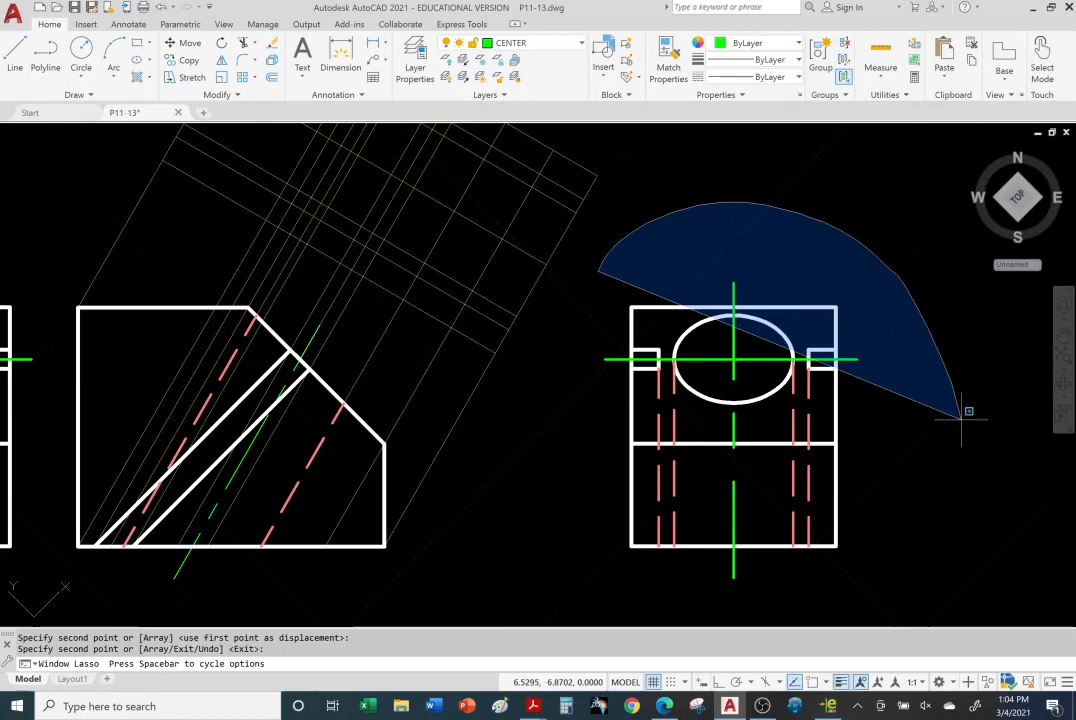 Autodesk AutoCAD 2021 - EDUCATIONAL VERSION P11-13.dwg
Type a keyword or phrase
Sign In
Home Insert Annotate Parametric View Manage Output Add-ins Collaborate Express Tools
Line Polyline Circle Arc
Move
Copy
Stretch
Text Dimension
Layer Properties
CENTER
Insert
Match Properties
ByLayer
ByLayer
ByLayer
Group
Measure
Paste
Base
Select Mode
Draw Modify Annotation Layers Block Properties Groups Utilities Clipboard View Touch
Start P11-13*
N
W TOP E
S
Unnamed
Y X
Specify second point or [Array] <use first point as displacement>:
Specify second point or [Array/Exit/Undo] <Exit>:
Window Lasso Press Spacebar to cycle options
Model Layout1 +
6.5295, -6.8702, 0.0000 MODEL 1:1
Type here to search
1:04 PM
3/4/2021